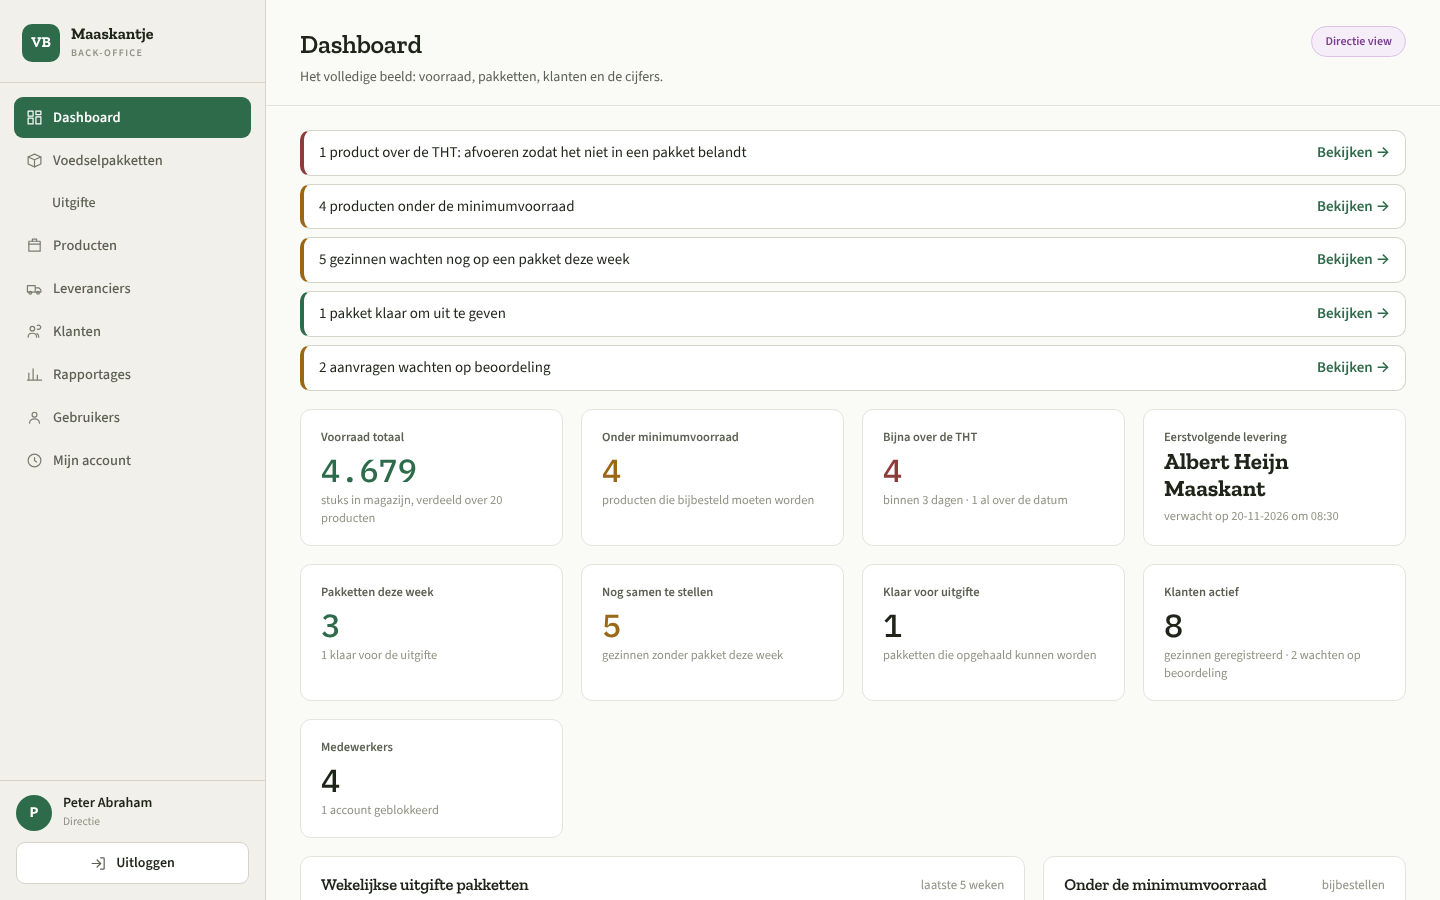 VB
Maaskantje
BACK-OFFICE
Dashboard
Voedselpakketten
Uitgifte
Producten
Leveranciers
Klanten
Rapportages
Gebruikers
Mijn account
P
Peter Abraham
Directie
Uitloggen
Dashboard
Het volledige beeld: voorraad, pakketten, klanten en de cijfers.
Directie view
1 product over de THT: afvoeren zodat het niet in een pakket belandt
Bekijken →
4 producten onder de minimumvoorraad
Bekijken →
5 gezinnen wachten nog op een pakket deze week
Bekijken →
1 pakket klaar om uit te geven
Bekijken →
2 aanvragen wachten op beoordeling
Bekijken →
Voorraad totaal
4.679
stuks in magazijn, verdeeld over 20
producten
Onder minimumvoorraad
4
producten die bijbesteld moeten worden
Bijna over de THT
4
binnen 3 dagen · 1 al over de datum
Eerstvolgende levering
Albert Heijn
Maaskant
verwacht op 20-11-2026 om 08:30
Pakketten deze week
3
1 klaar voor de uitgifte
Nog samen te stellen
5
gezinnen zonder pakket deze week
Klaar voor uitgifte
1
pakketten die opgehaald kunnen worden
Klanten actief
8
gezinnen geregistreerd · 2 wachten op
beoordeling
Medewerkers
4
1 account geblokkeerd
Wekelijkse uitgifte pakketten
laatste 5 weken
Onder de minimumvoorraad
bijbestellen